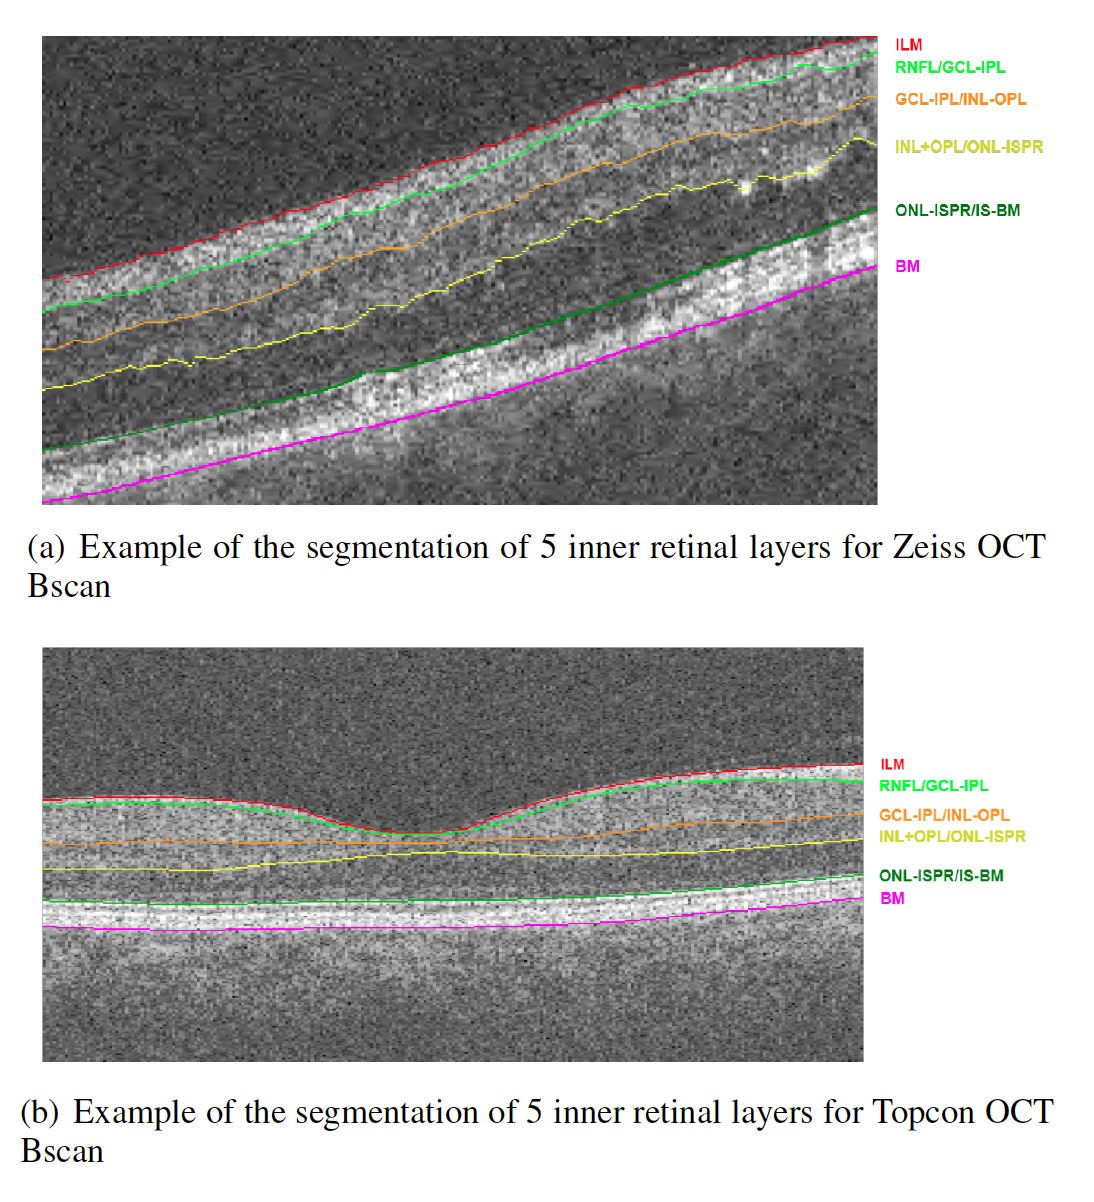 ILM
RNFL/GCL-IPL
GCL-IPL/INL-OPL
INL+OPL/ONL-ISPR
ONL-ISPR/IS-BM
BM
(a) Example of the segmentation of 5 inner retinal layers for Zeiss OCT
Bscan
ILM
RNFL/GCL-IPL
GCL-IPL/INL-OPL
INL+OPL/ONL-ISPR
ONL-ISPR/IS-BM
BM
(b) Example of the segmentation of 5 inner retinal layers for Topcon OCT
Bscan